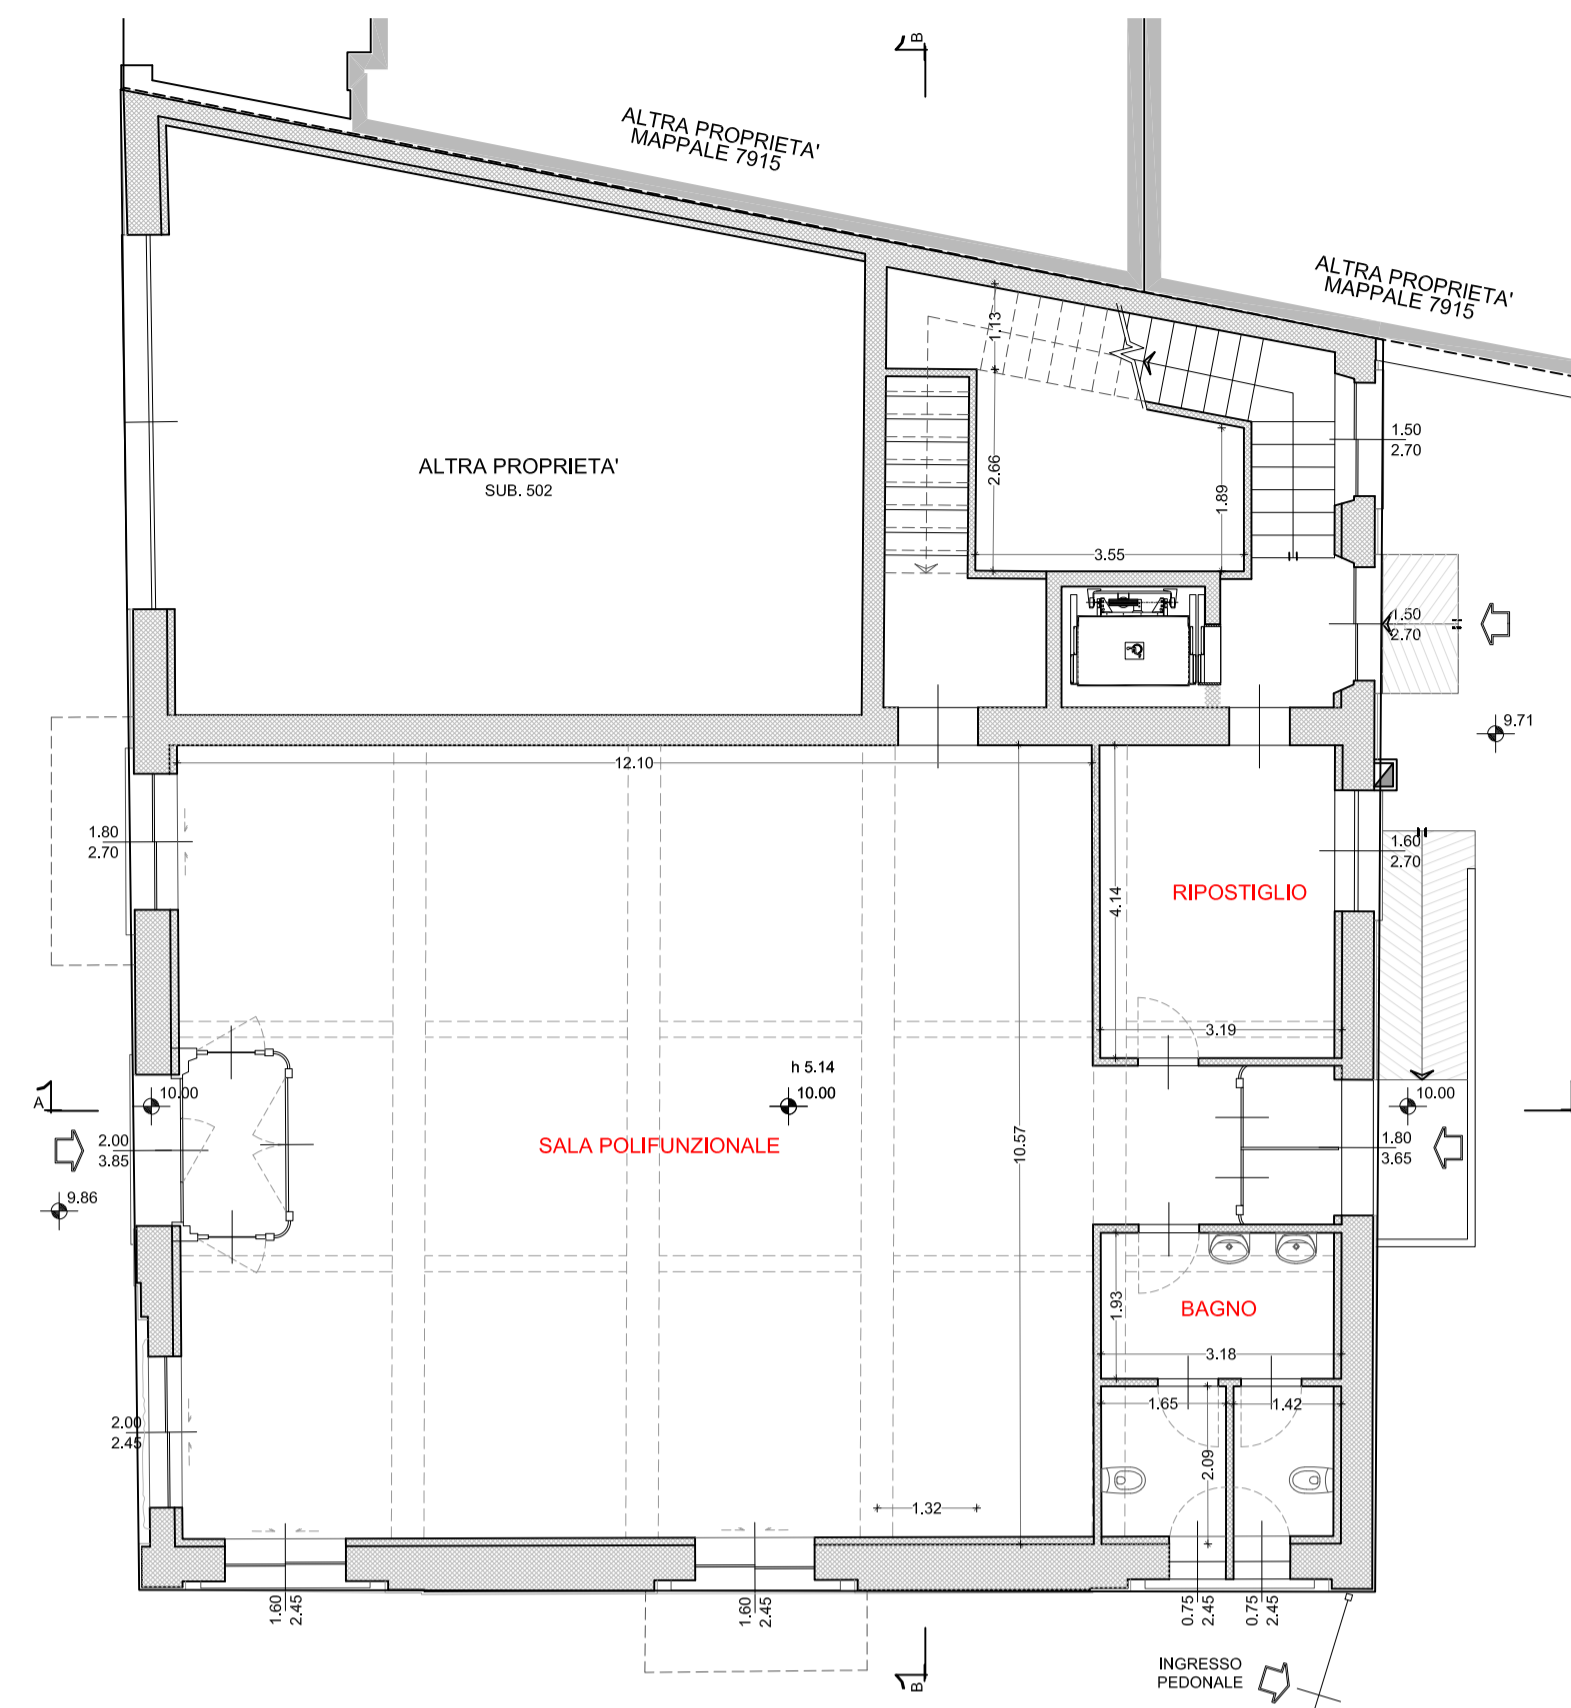 B
ALTRA PROPRIETA'
MAPPALE 7915
ALTRA PROPRIETA'
MAPPALE 7915
1.13
1.50
2.70
ALTRA PROPRIETA'
SUB. 502
2.66
1.89
3.55
1.50
2.70
9.71
12.10
1.80
2.70
1.60
2.70
4.14
RIPOSTIGLIO
3.19
h 5.14
10.00
10.00
10.00
A
2.00
3.85
SALA POLIFUNZIONALE
10.57
1.80
3.65
9.86
1.93
BAGNO
3.18
1.65
1.42
2.00
2.45
2.09
1.32
1.60
2.45
1.60
2.45
0.75
2.45
0.75
2.45
INGRESSO
PEDONALE
B